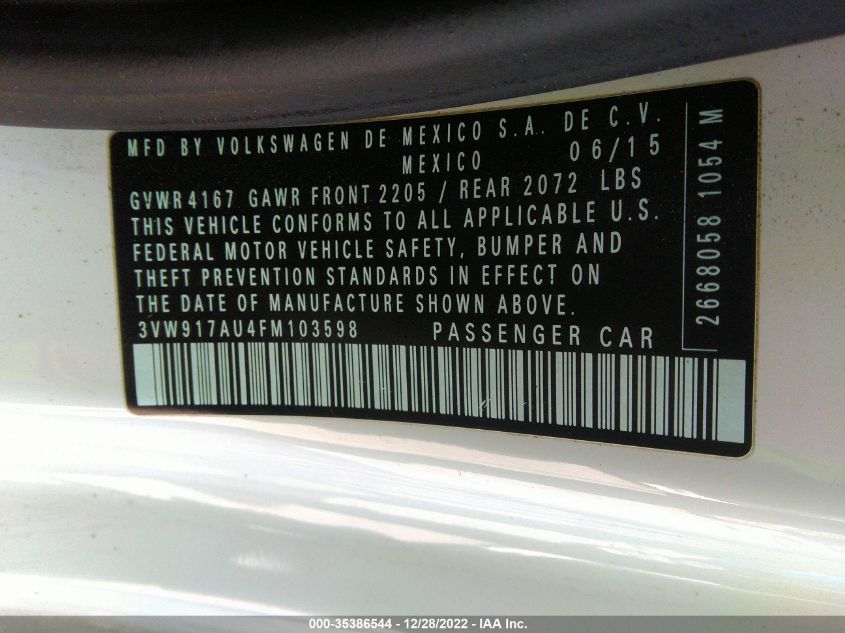 MFD BY VOLKSWAGEN DE MEXICO S.A. DE C.V.
MEXICO 06/15
GVWR 4167 GAWR FRONT 2205 / REAR 2072 LBS
THIS VEHICLE CONFORMS TO ALL APPLICABLE U.S.
FEDERAL MOTOR VEHICLE SAFETY, BUMPER AND
THEFT PREVENTION STANDARDS IN EFFECT ON
THE DATE OF MANUFACTURE SHOWN ABOVE.
3VW917AU4FM103598 PASSENGER CAR
2668058 1054 M
000-35386544 - 12/28/2022 - IAA Inc.